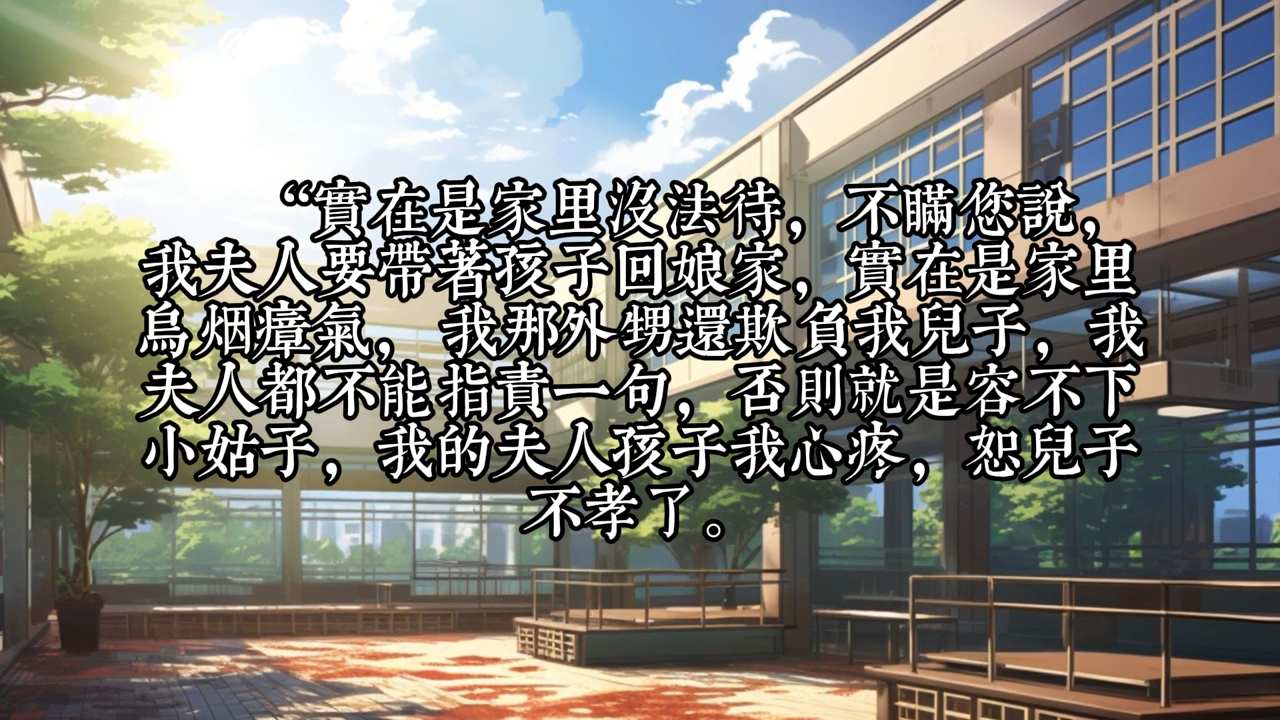 “實在是家里沒法待，不瞞您說，
我夫人要帶著孩子回娘家，實在是家里
烏烟瘴氣，我那外甥還欺負我兒子，我
夫人都不能指責一句，否則就是容不下
小姑子，我的夫人孩子我心疼，恕兒子
不孝了。